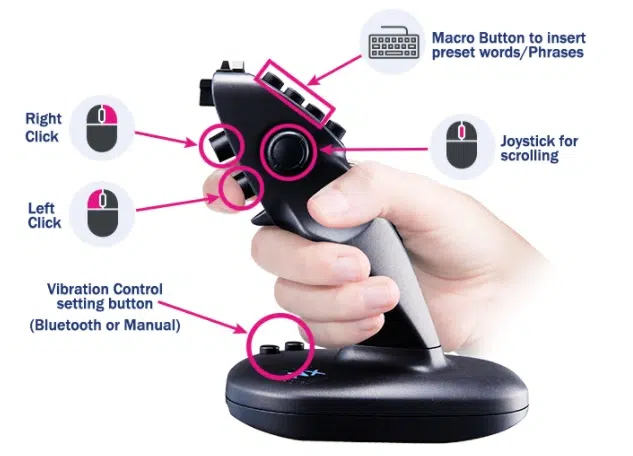 Macro Button to insert
preset words/Phrases
Right
Click
Joystick for
scrolling
Left
Click
Vibration Control
setting button
(Bluetooth or Manual)